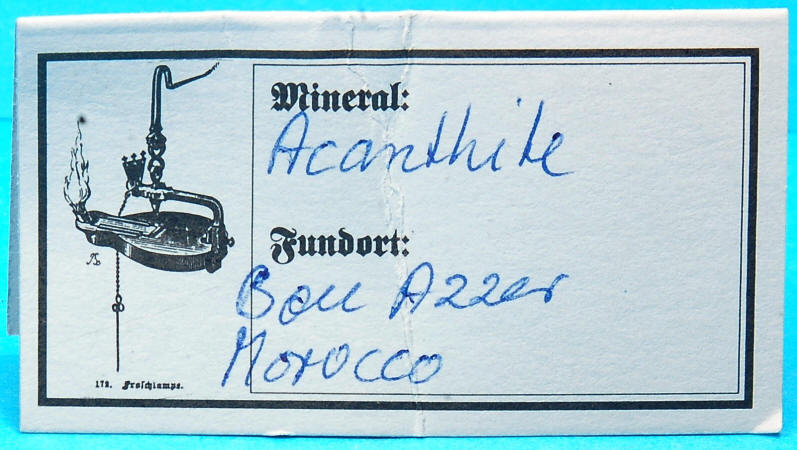 Mineral:
Acanthite
Fundort:
Bou Azzer
Morocco
172. Froschlampe.